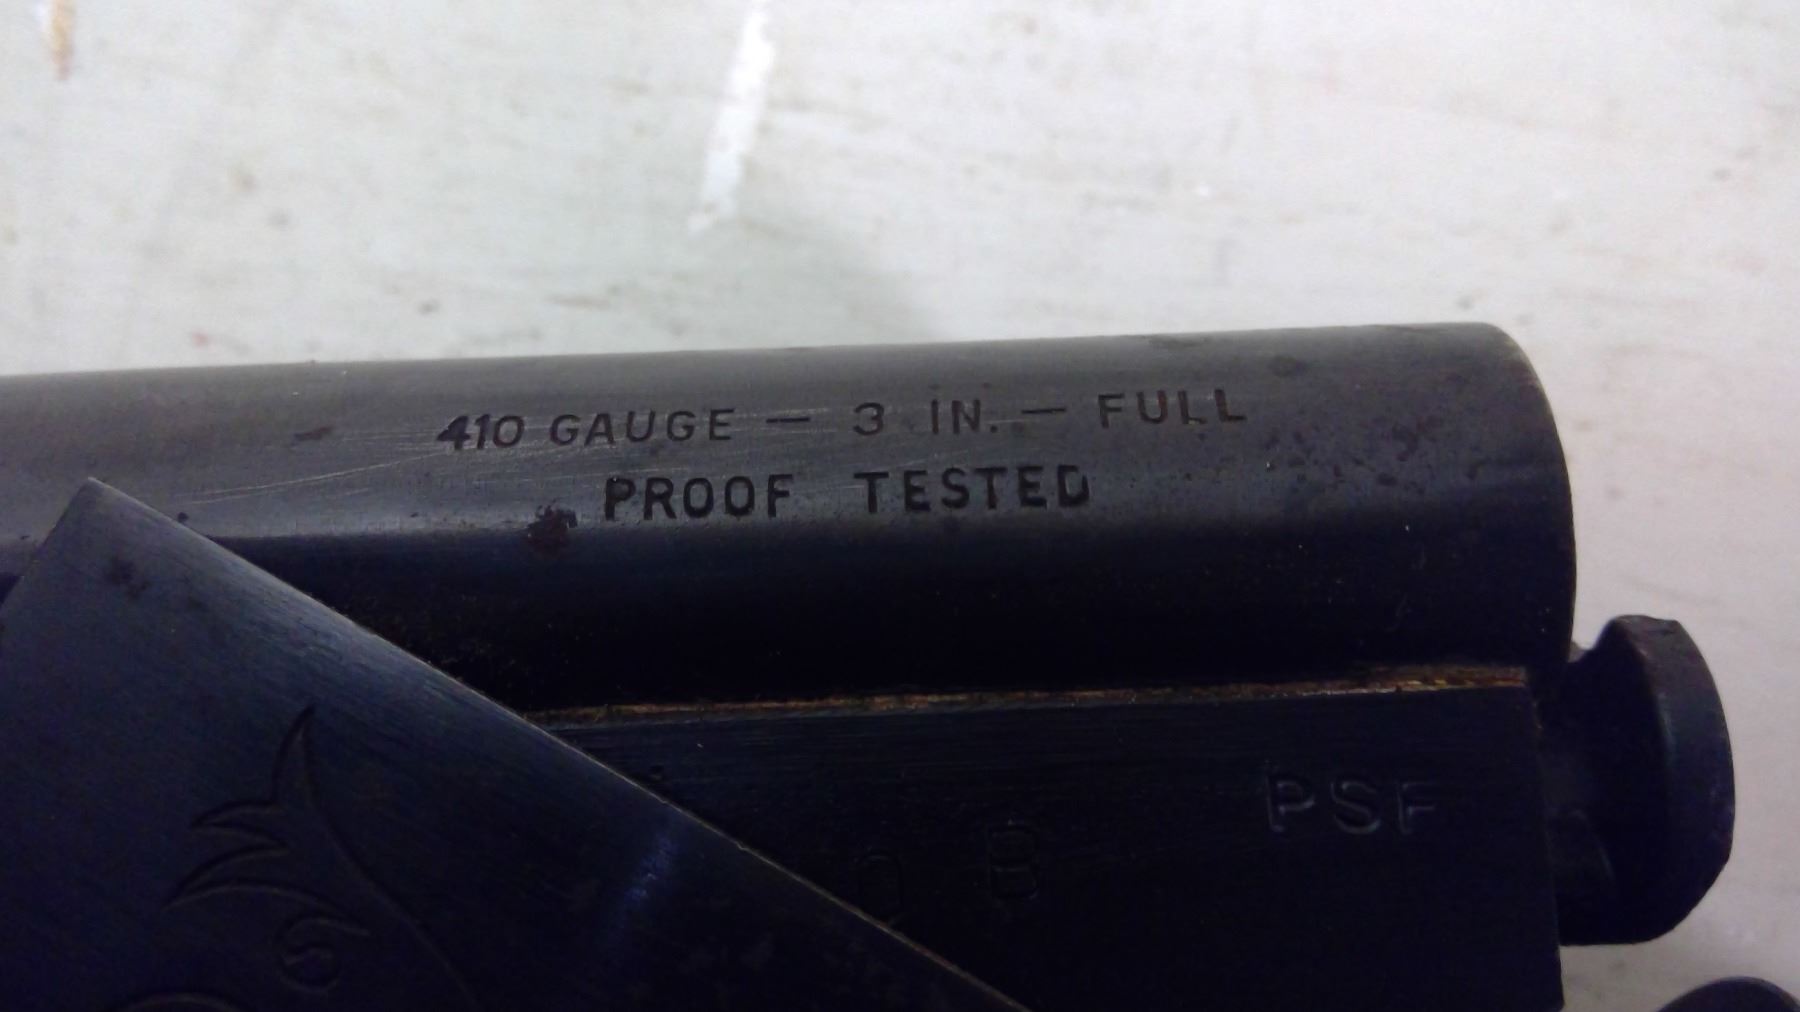 410 GAUGE — 3 IN. — FULL
PROOF TESTED
PSF
Q B